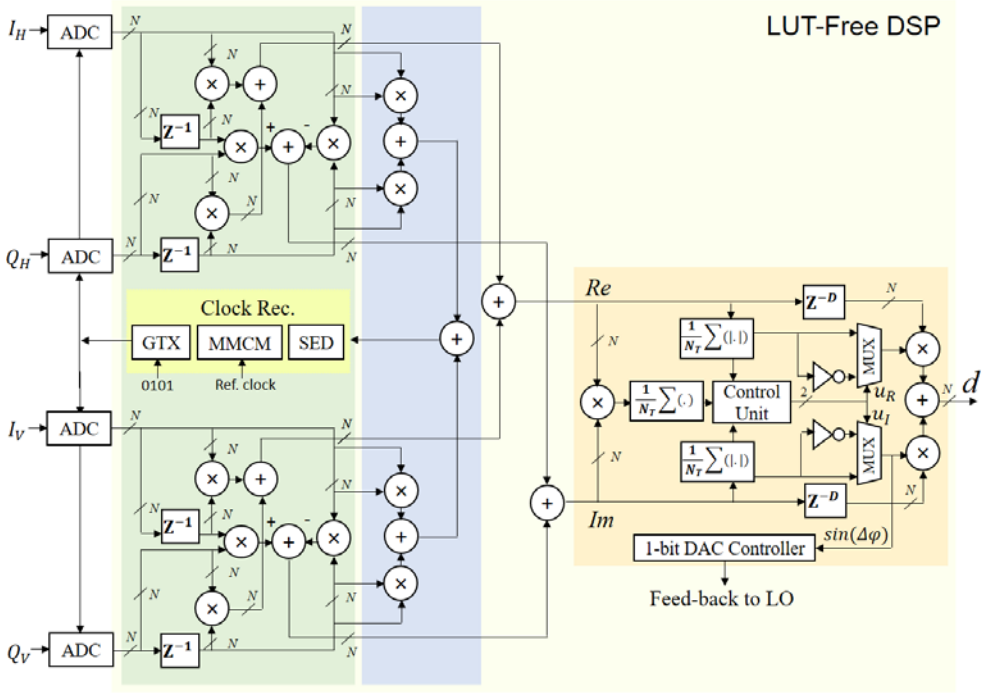 LUT-Free DSP
I_H
ADC
N
N
N
N
N
N
Z⁻¹
N
+
-
N
N
N
N
N
Q_H
ADC
N
Z⁻¹
N
N
Clock Rec.
GTX
MMCM
SED
0101
Ref. clock
Re
Z⁻ᴰ
N
1/N_T ∑(|.|)
MUX
N
1/N_T ∑(.)
Control Unit
2
u_R
u_I
N
d
1/N_T ∑(|.|)
MUX
N
Im
Z⁻ᴰ
N
sin(Δφ)
1-bit DAC Controller
Feed-back to LO
I_V
ADC
N
N
N
N
N
N
Z⁻¹
N
+
-
N
N
N
N
N
Q_V
ADC
N
Z⁻¹
N
N